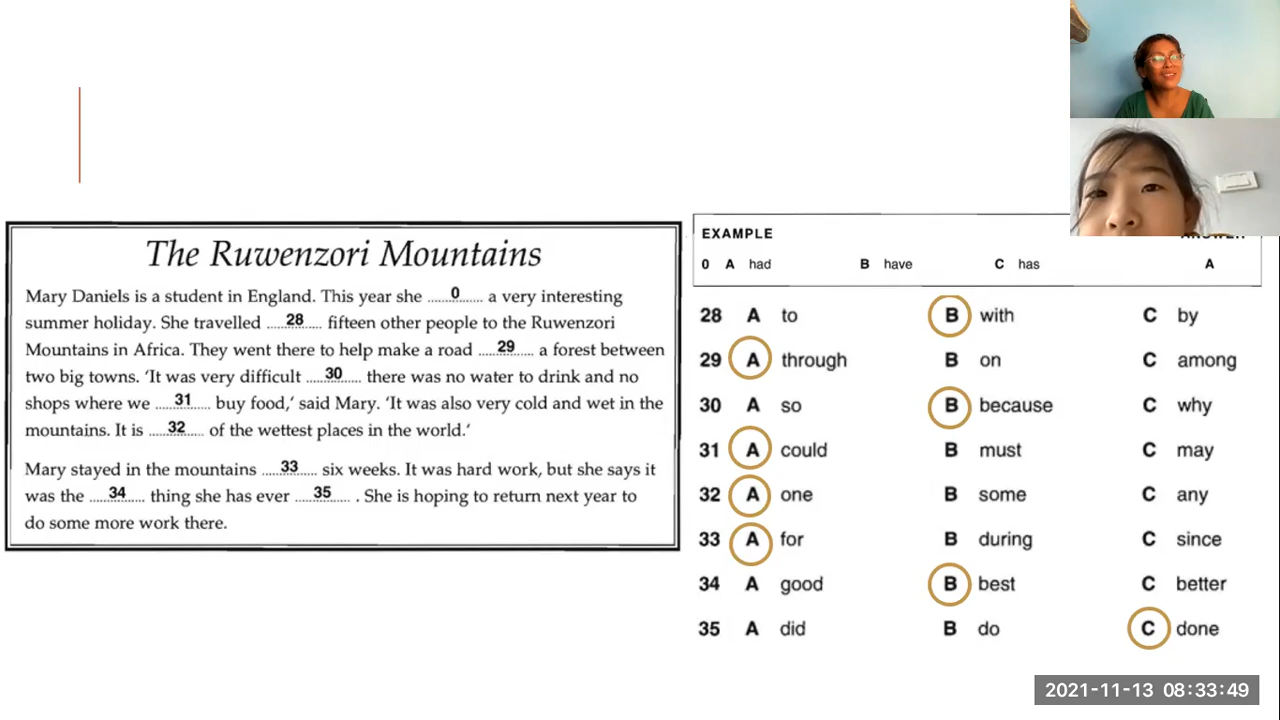 The Ruwenzori Mountains
Mary Daniels is a student in England. This year she ......0...... a very interesting
summer holiday. She travelled ......28...... fifteen other people to the Ruwenzori
Mountains in Africa. They went there to help make a road ......29...... a forest between
two big towns. ‘It was very difficult ......30...... there was no water to drink and no
shops where we ......31...... buy food,’ said Mary. ‘It was also very cold and wet in the
mountains. It is ......32...... of the wettest places in the world.’
Mary stayed in the mountains ......33...... six weeks. It was hard work, but she says it
was the ......34...... thing she has ever ......35...... . She is hoping to return next year to
do some more work there.
EXAMPLE
0 A had B have C has A
28 A to B with C by
29 A through B on C among
30 A so B because C why
31 A could B must C may
32 A one B some C any
33 A for B during C since
34 A good B best C better
35 A did B do C done
2021-11-13 08:33:49